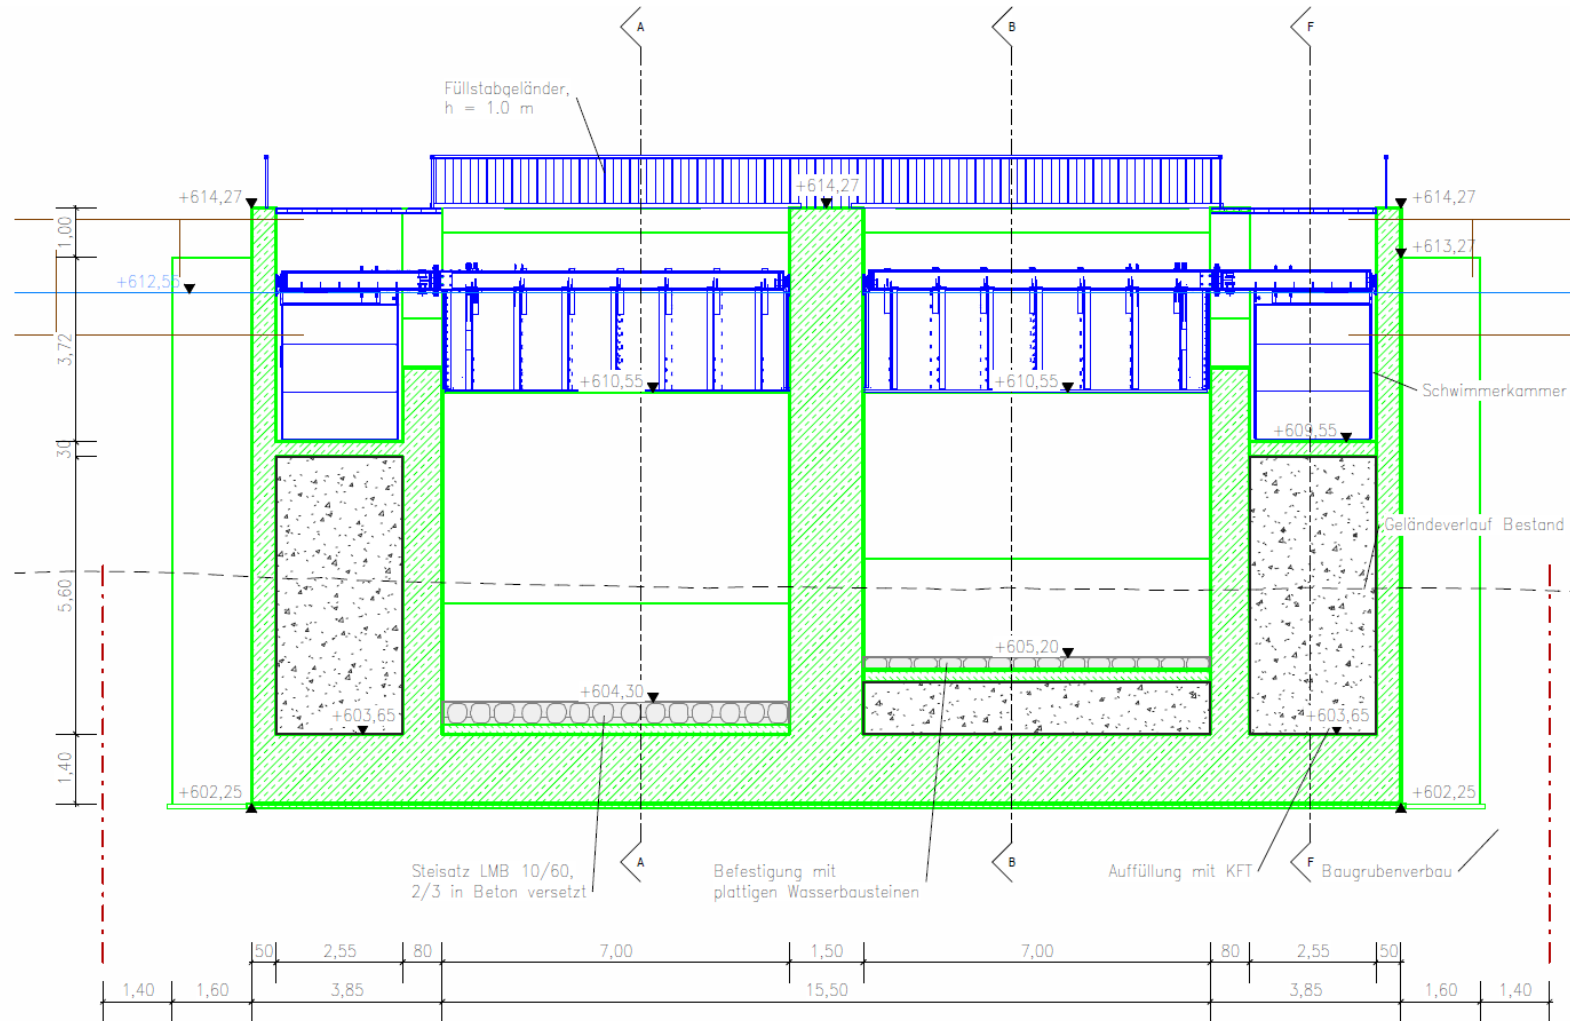 A
B
F
Füllstabgeländer,
h = 1.0 m
+614,27
+614,27
+614,27
1,00
+613,27
+612,55
3,72
+610,55
+610,55
Schwimmerkammer
30
+609,55
Geländeverlauf Bestand
5,60
+605,20
+604,30
+603,65
+603,65
1,40
+602,25
+602,25
A
B
F
Steisatz LMB 10/60,
2/3 in Beton versetzt
Befestigung mit
plattigen Wasserbausteinen
Auffüllung mit KFT
Baugrubenverbau
50 2,55 80 7,00 1,50 7,00 80 2,55 50
1,40 1,60 3,85 15,50 3,85 1,60 1,40